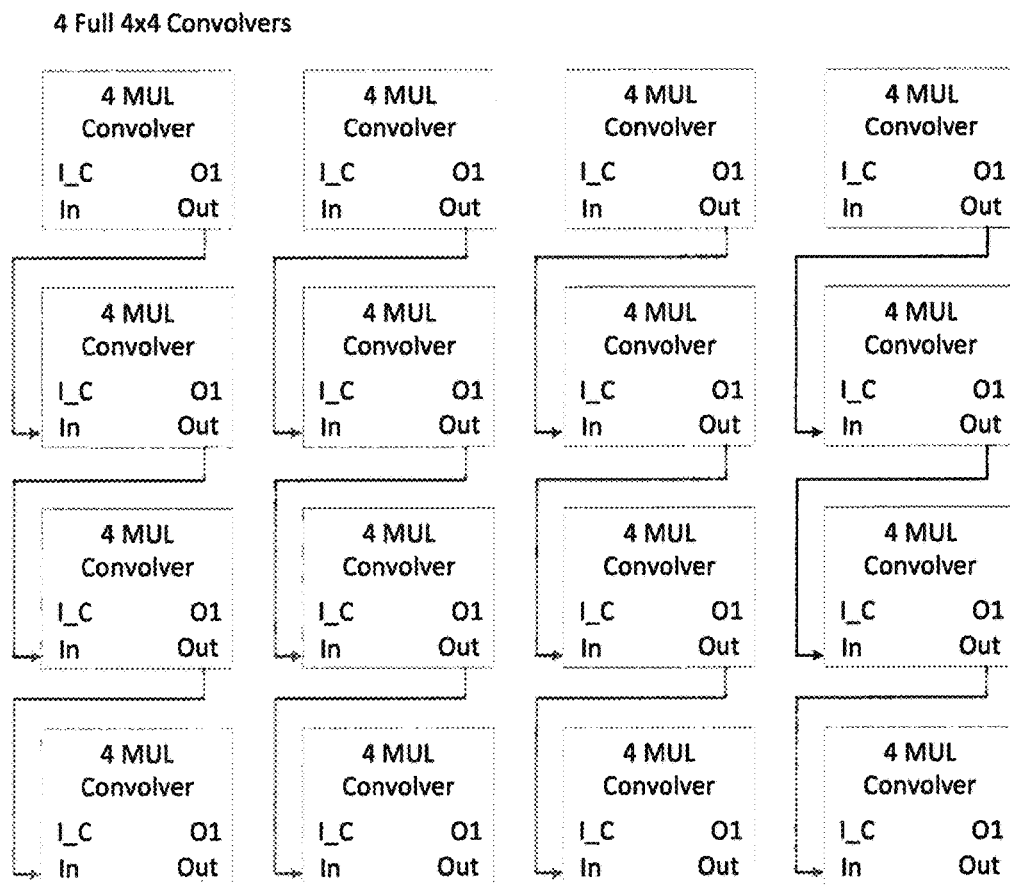 4 Full 4x4 Convolvers
4 MUL 4 MUL 4 MUL 4 MUL
Convolver Convolver Convolver Convolver
I_C O1 I_C O1 I_C O1 I_C O1
In Out In Out In Out In Out
4 MUL 4 MUL 4 MUL 4 MUL
Convolver Convolver Convolver Convolver
I_C O1 I_C O1 I_C O1 I_C O1
In Out In Out In Out In Out
4 MUL 4 MUL 4 MUL 4 MUL
Convolver Convolver Convolver Convolver
I_C O1 I_C O1 I_C O1 I_C O1
In Out In Out In Out In Out
4 MUL 4 MUL 4 MUL 4 MUL
Convolver Convolver Convolver Convolver
I_C O1 I_C O1 I_C O1 I_C O1
In Out In Out In Out In Out